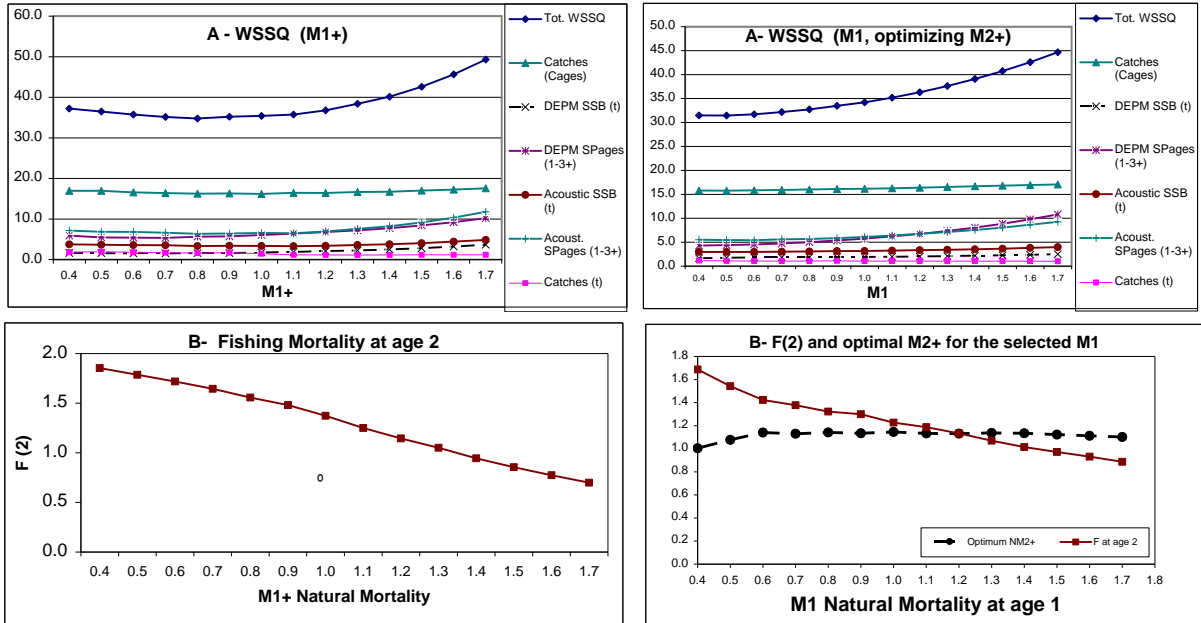 A - WSSQ (M1+)
60.0
50.0
40.0
30.0
20.0
10.0
0.0
0.4 0.5 0.6 0.7 0.8 0.9 1.0 1.1 1.2 1.3 1.4 1.5 1.6 1.7
M1+
Tot. WSSQ
Catches
(Cages)
DEPM SSB (t)
DEPM SPages
(1-3+)
Acoustic SSB
(t)
Acoust.
SPages (1-3+)
Catches (t)
A- WSSQ (M1, optimizing M2+)
50.0
45.0
40.0
35.0
30.0
25.0
20.0
15.0
10.0
5.0
0.0
0.4 0.5 0.6 0.7 0.8 0.9 1.0 1.1 1.2 1.3 1.4 1.5 1.6 1.7
M1
Tot. WSSQ
Catches
(Cages)
DEPM SSB (t)
DEPM SPages
(1-3+)
Acoustic SSB
(t)
Acoust.
SPages (1-3+)
Catches (t)
B- Fishing Mortality at age 2
2.0
1.5
1.0
0.5
0.0
F (2)
0.4 0.5 0.6 0.7 0.8 0.9 1.0 1.1 1.2 1.3 1.4 1.5 1.6 1.7
M1+ Natural Mortality
B- F(2) and optimal M2+ for the selected M1
1.8
1.6
1.4
1.2
1.0
0.8
0.6
0.4
0.2
0.0
Optimum NM2+ F at age 2
0.4 0.5 0.6 0.7 0.8 0.9 1.0 1.1 1.2 1.3 1.4 1.5 1.6 1.7 1.8
M1 Natural Mortality at age 1